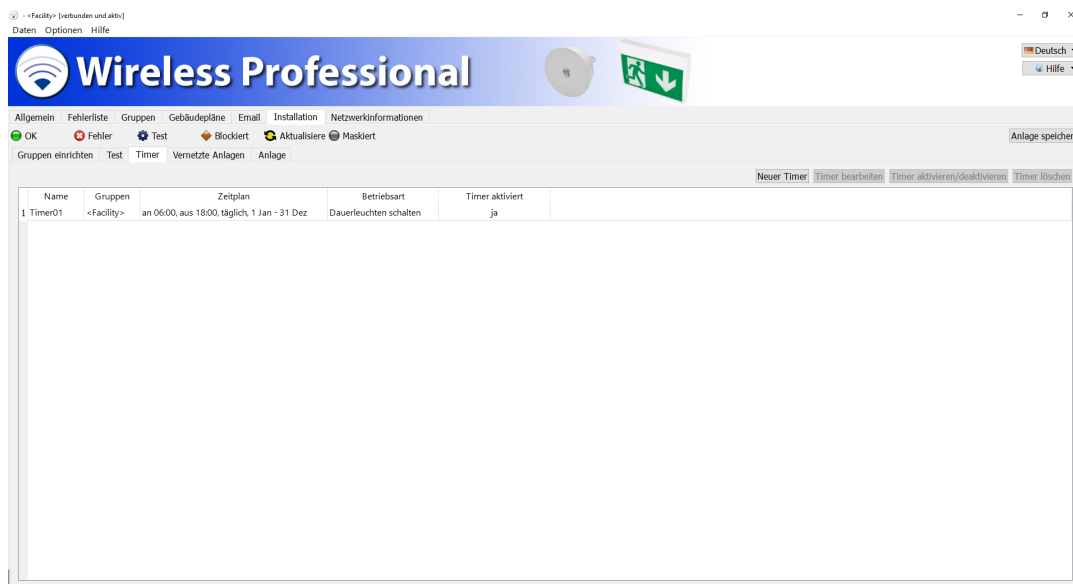 - <Facility> [verbunden und aktiv]
Daten Optionen Hilfe
Wireless Professional
Deutsch
Hilfe
Allgemein Fehlerliste Gruppen Gebäudepläne Email Installation Netzwerkinformationen
OK Fehler Test Blockiert Aktualisiere Maskiert Anlage speicher
Gruppen einrichten Test Timer Vernetzte Anlagen Anlage
Neuer Timer Timer bearbeiten Timer aktivieren/deaktivieren Timer löschen
Name Gruppen Zeitplan Betriebsart Timer aktiviert
1 Timer01 <Facility> an 06:00, aus 18:00, täglich, 1 Jan - 31 Dez Dauerleuchten schalten ja